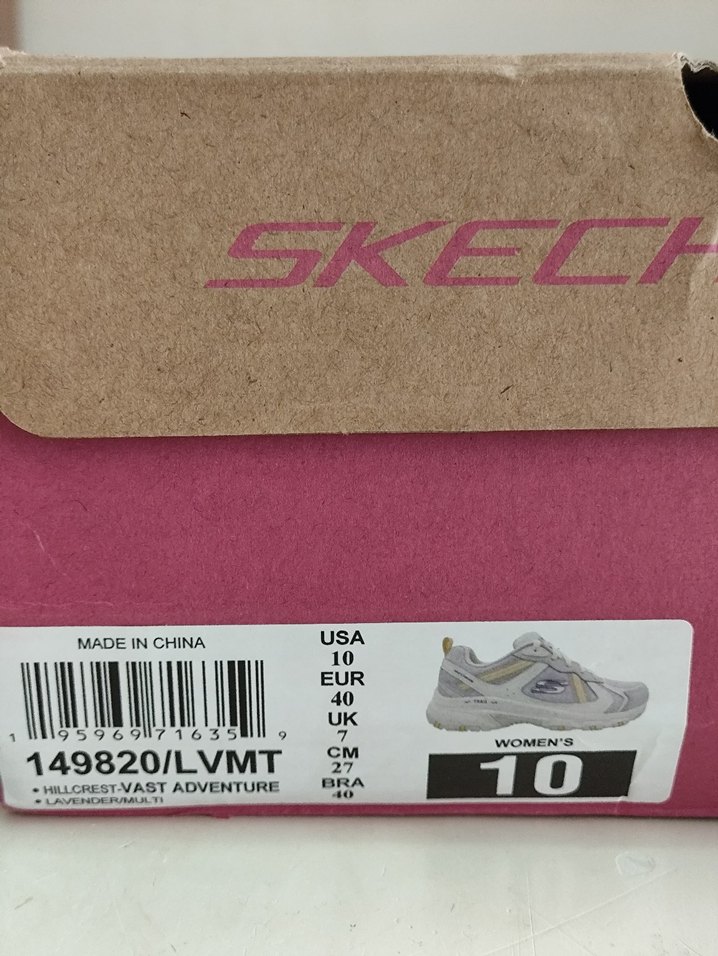 SKECH
MADE IN CHINA
1 95969 71635 9
149820/LVMT
• HILLCREST-VAST ADVENTURE
• LAVENDER/MULTI
USA
10
EUR
40
UK
7
CM
27
BRA
40
TRAIL
WOMEN'S
10